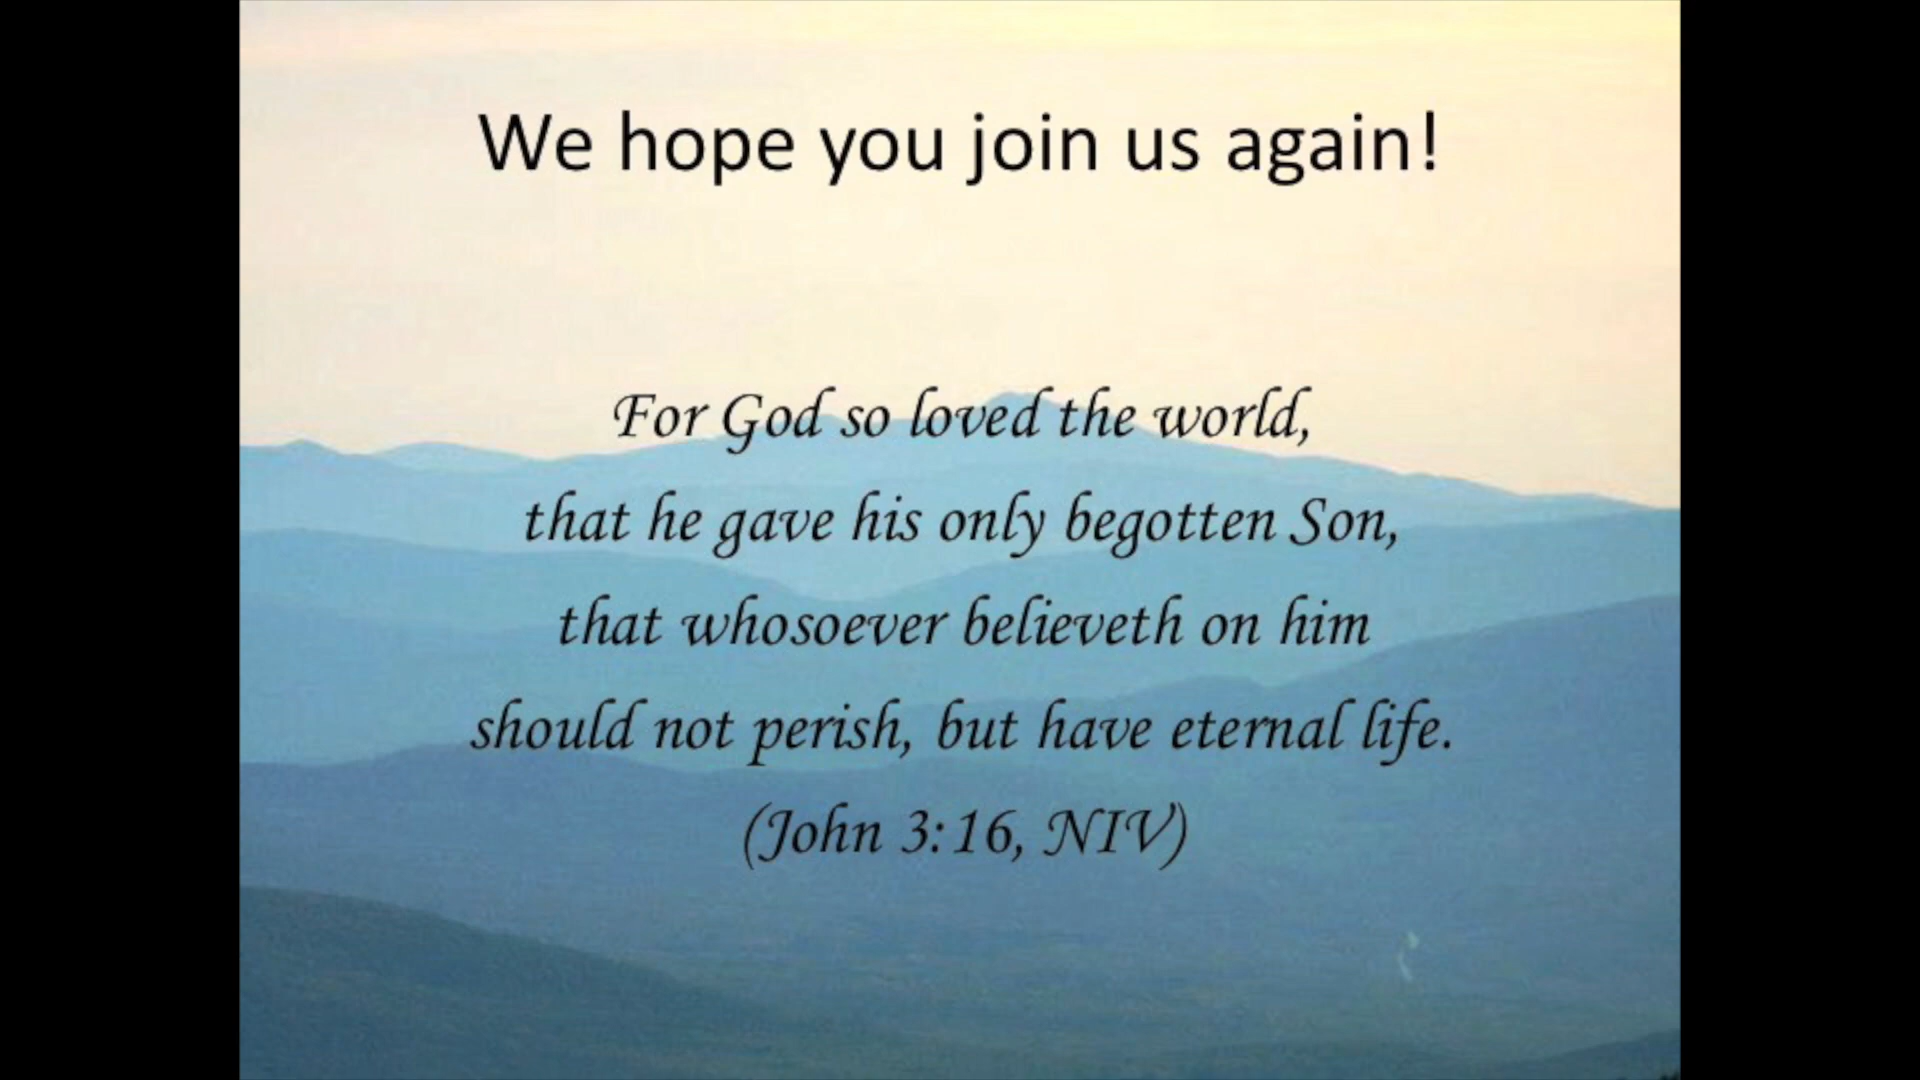 We hope you join us again!
For God so loved the world,
that he gave his only begotten Son,
that whosoever believeth on him
should not perish, but have eternal life.
(John 3:16, NIV)